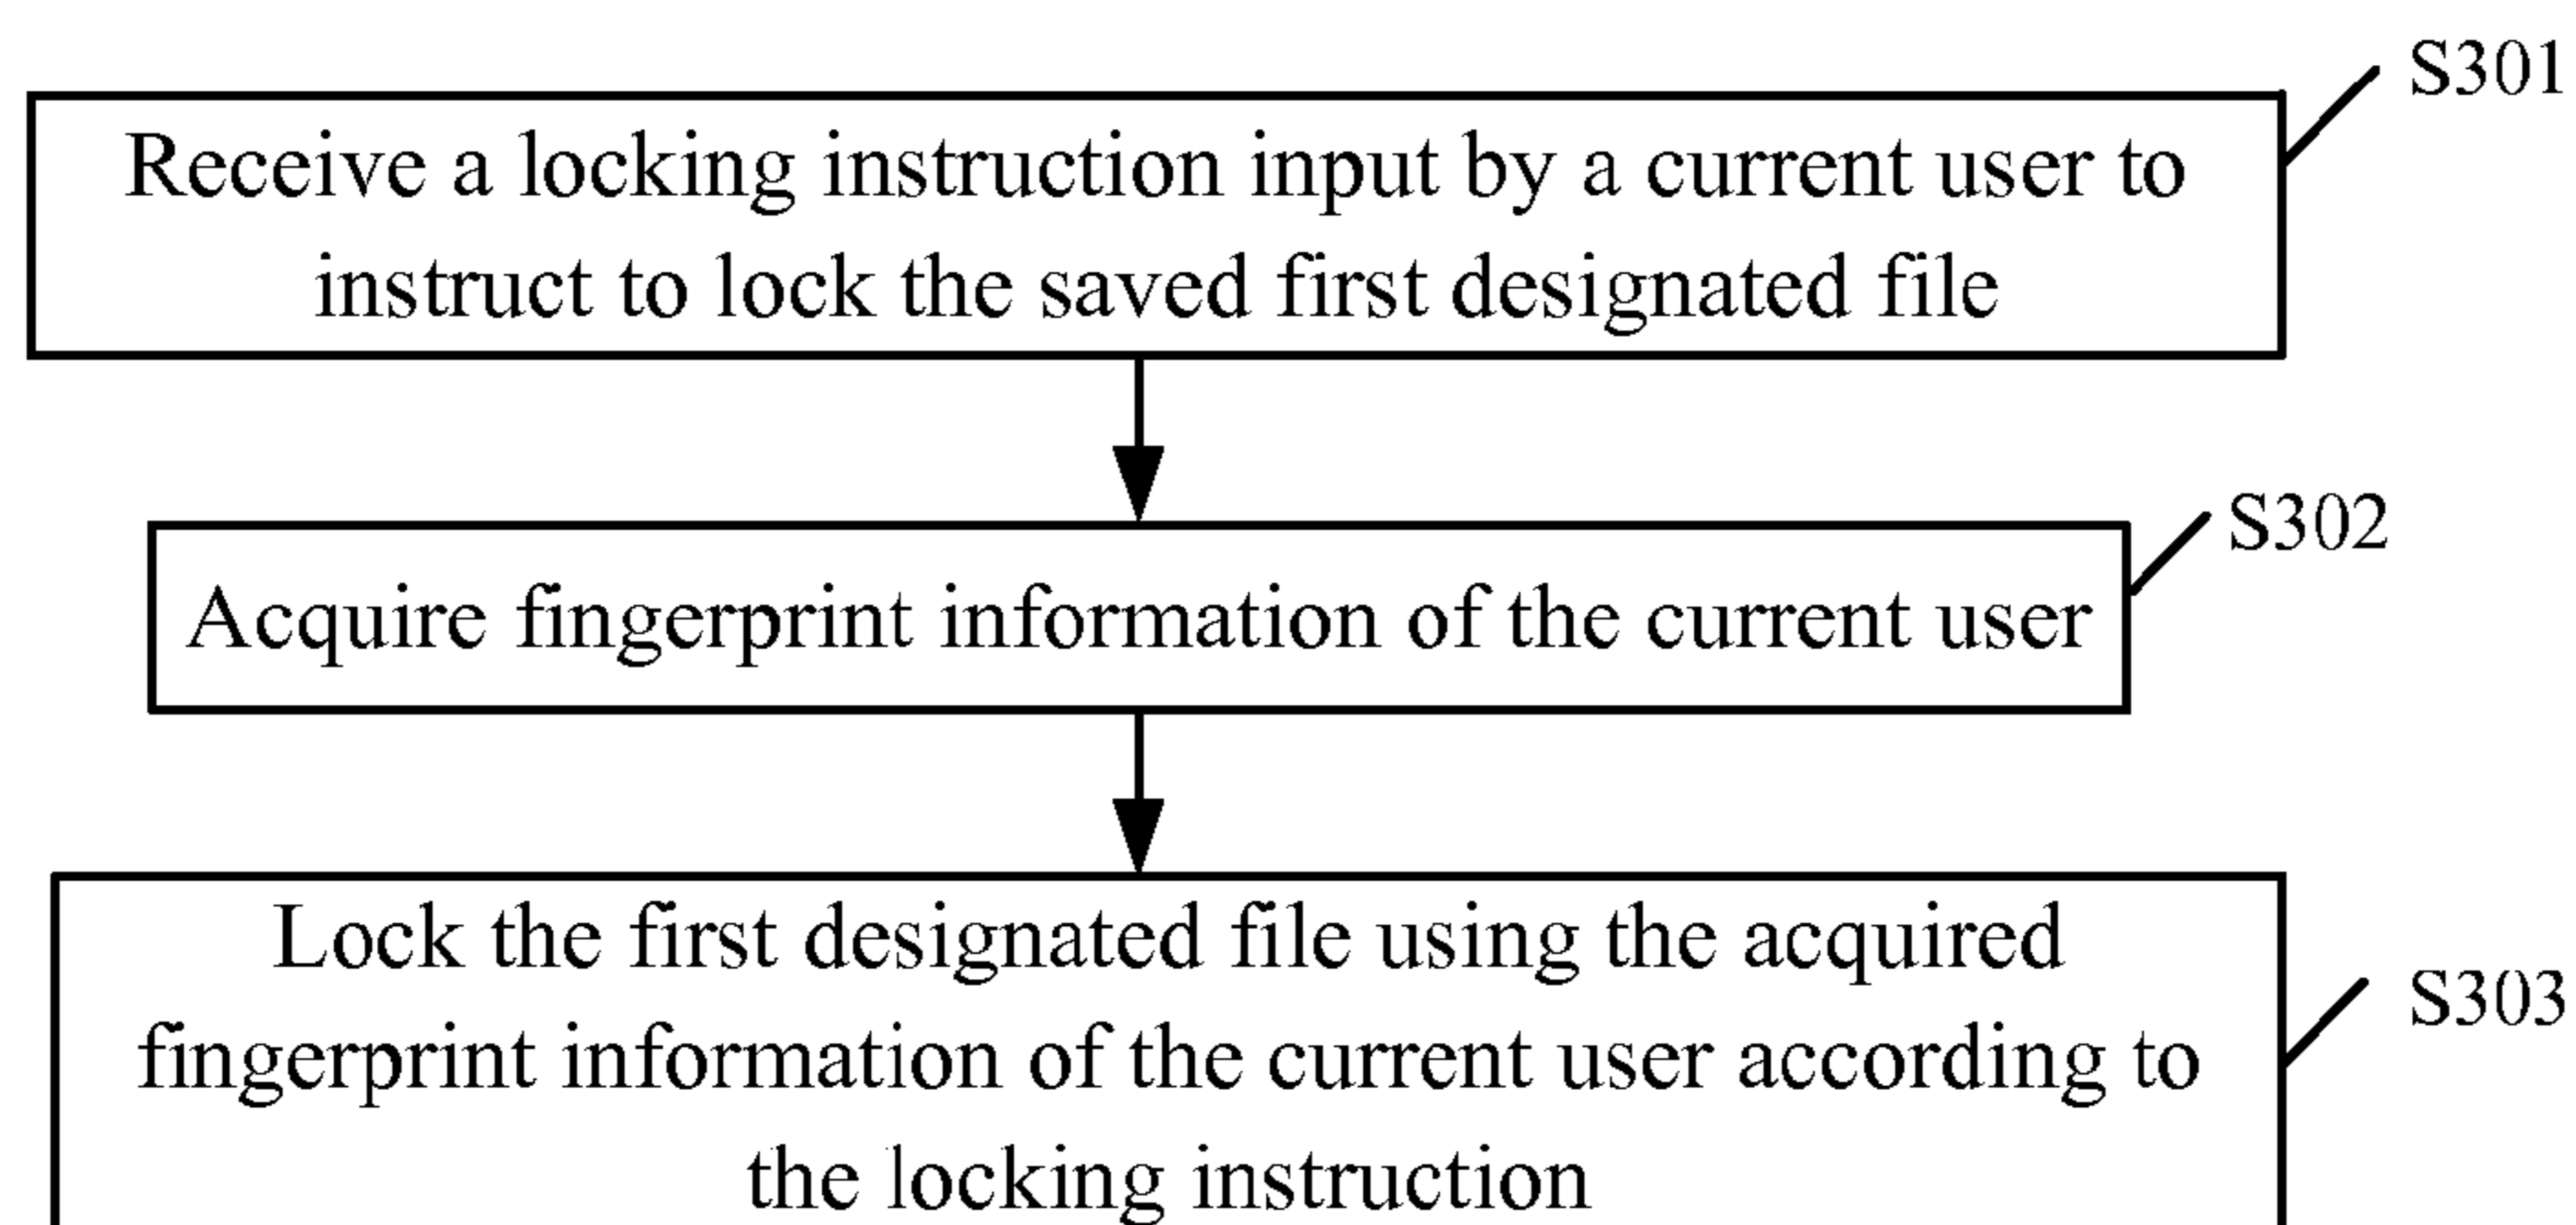 S301
Receive a locking instruction input by a current user to
instruct to lock the saved first designated file
S302
Acquire fingerprint information of the current user
Lock the first designated file using the acquired
S303
fingerprint information of the current user according to
the locking instruction